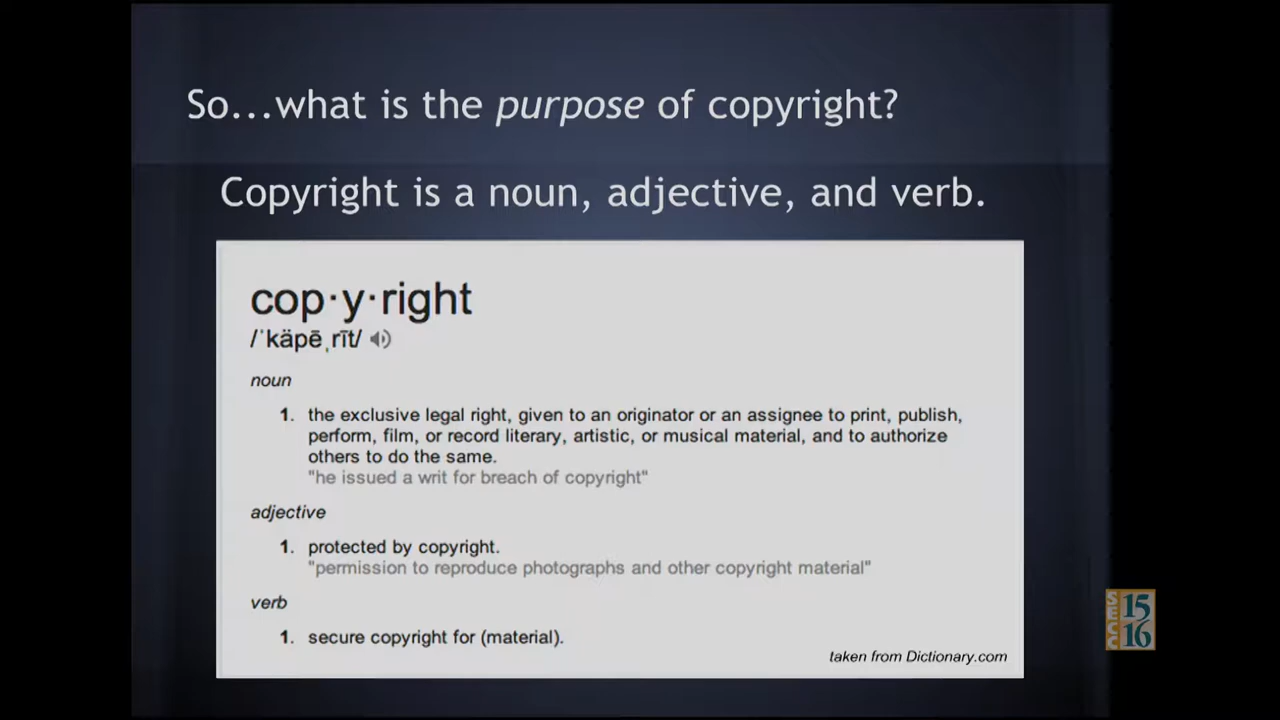 So...what is the purpose of copyright?
Copyright is a noun, adjective, and verb.
cop·y·right
/ˈkäpēˌrīt/
noun
1. the exclusive legal right, given to an originator or an assignee to print, publish,
perform, film, or record literary, artistic, or musical material, and to authorize
others to do the same.
"he issued a writ for breach of copyright"
adjective
1. protected by copyright.
"permission to reproduce photographs and other copyright material"
verb
1. secure copyright for (material).
taken from Dictionary.com
SECC
15
16